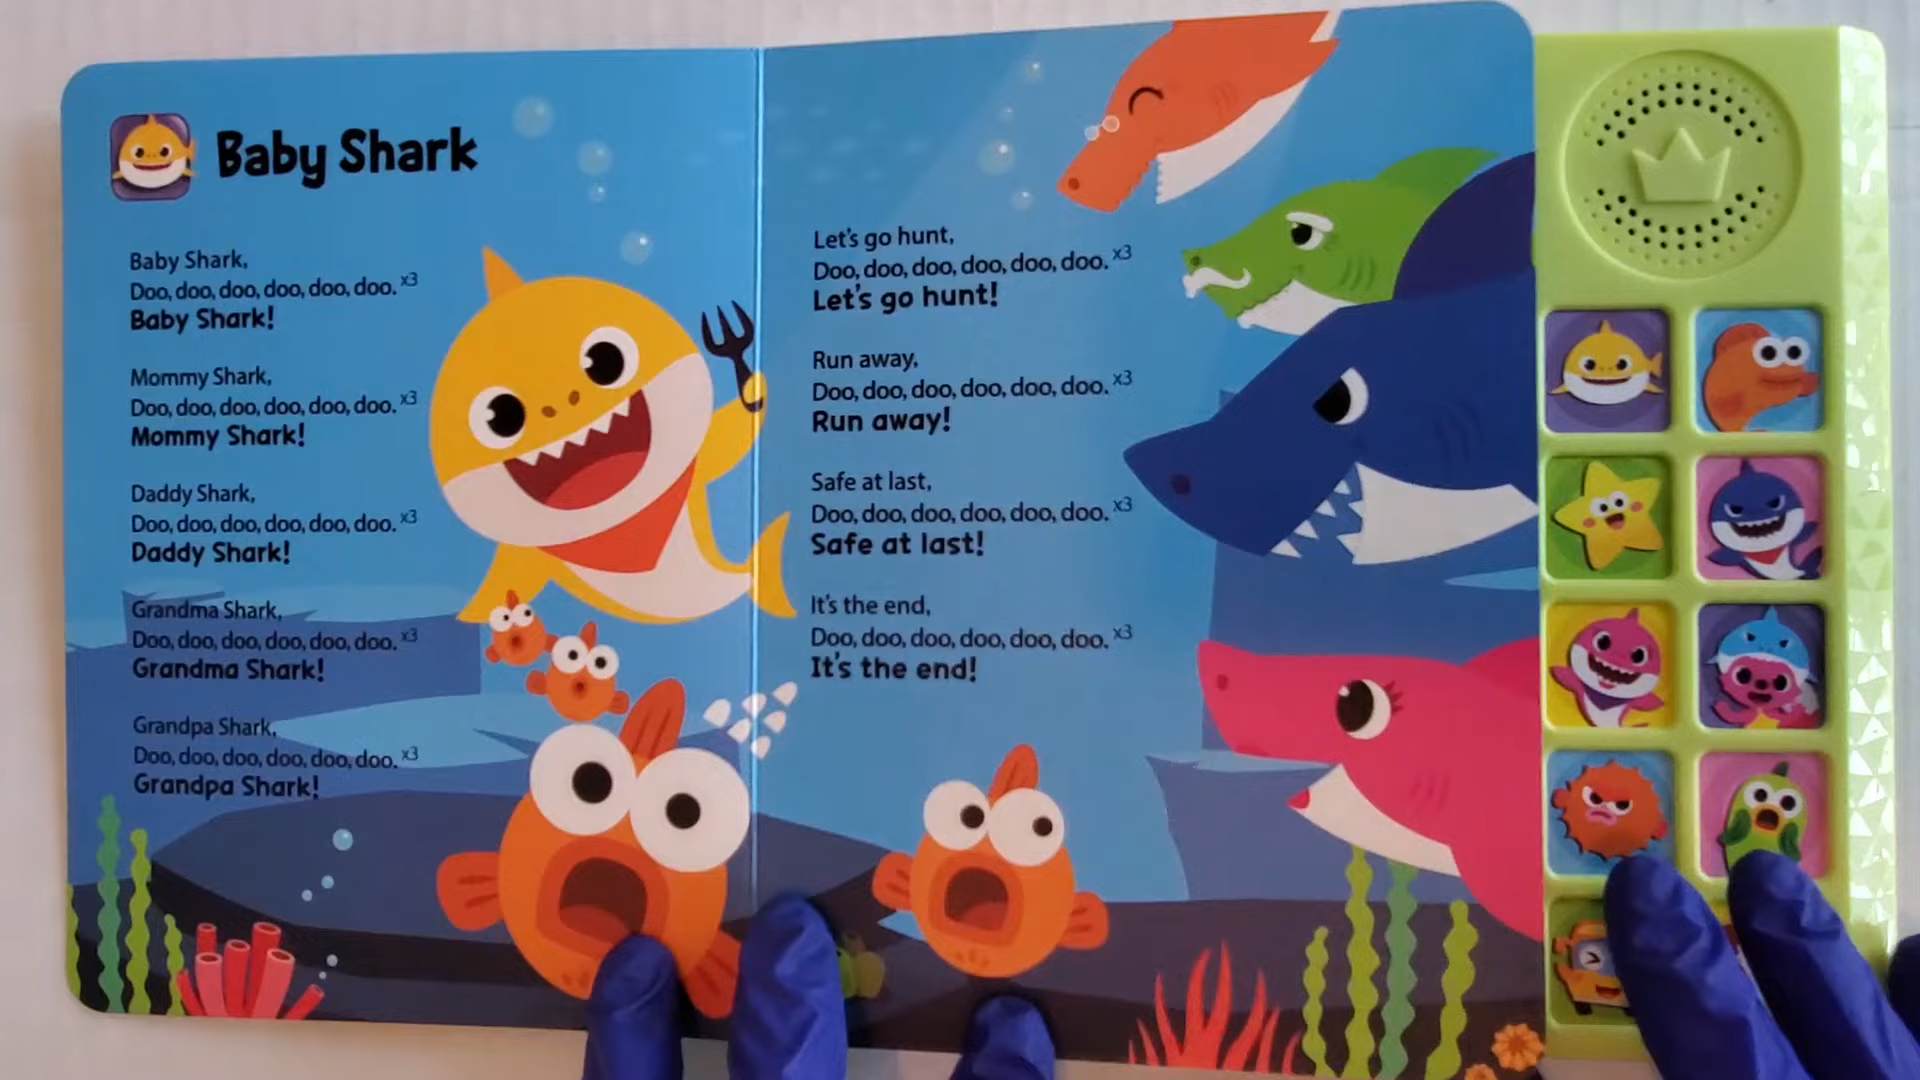 Baby Shark
Baby Shark,
Doo, doo, doo, doo, doo, doo. x3
Baby Shark!
Mommy Shark,
Doo, doo, doo, doo, doo, doo. x3
Mommy Shark!
Daddy Shark,
Doo, doo, doo, doo, doo, doo. x3
Daddy Shark!
Grandma Shark,
Doo, doo, doo, doo, doo, doo. x3
Grandma Shark!
Grandpa Shark,
Doo, doo, doo, doo, doo, doo. x3
Grandpa Shark!
Let's go hunt,
Doo, doo, doo, doo, doo, doo. x3
Let's go hunt!
Run away,
Doo, doo, doo, doo, doo, doo. x3
Run away!
Safe at last,
Doo, doo, doo, doo, doo, doo. x3
Safe at last!
It's the end,
Doo, doo, doo, doo, doo, doo. x3
It's the end!